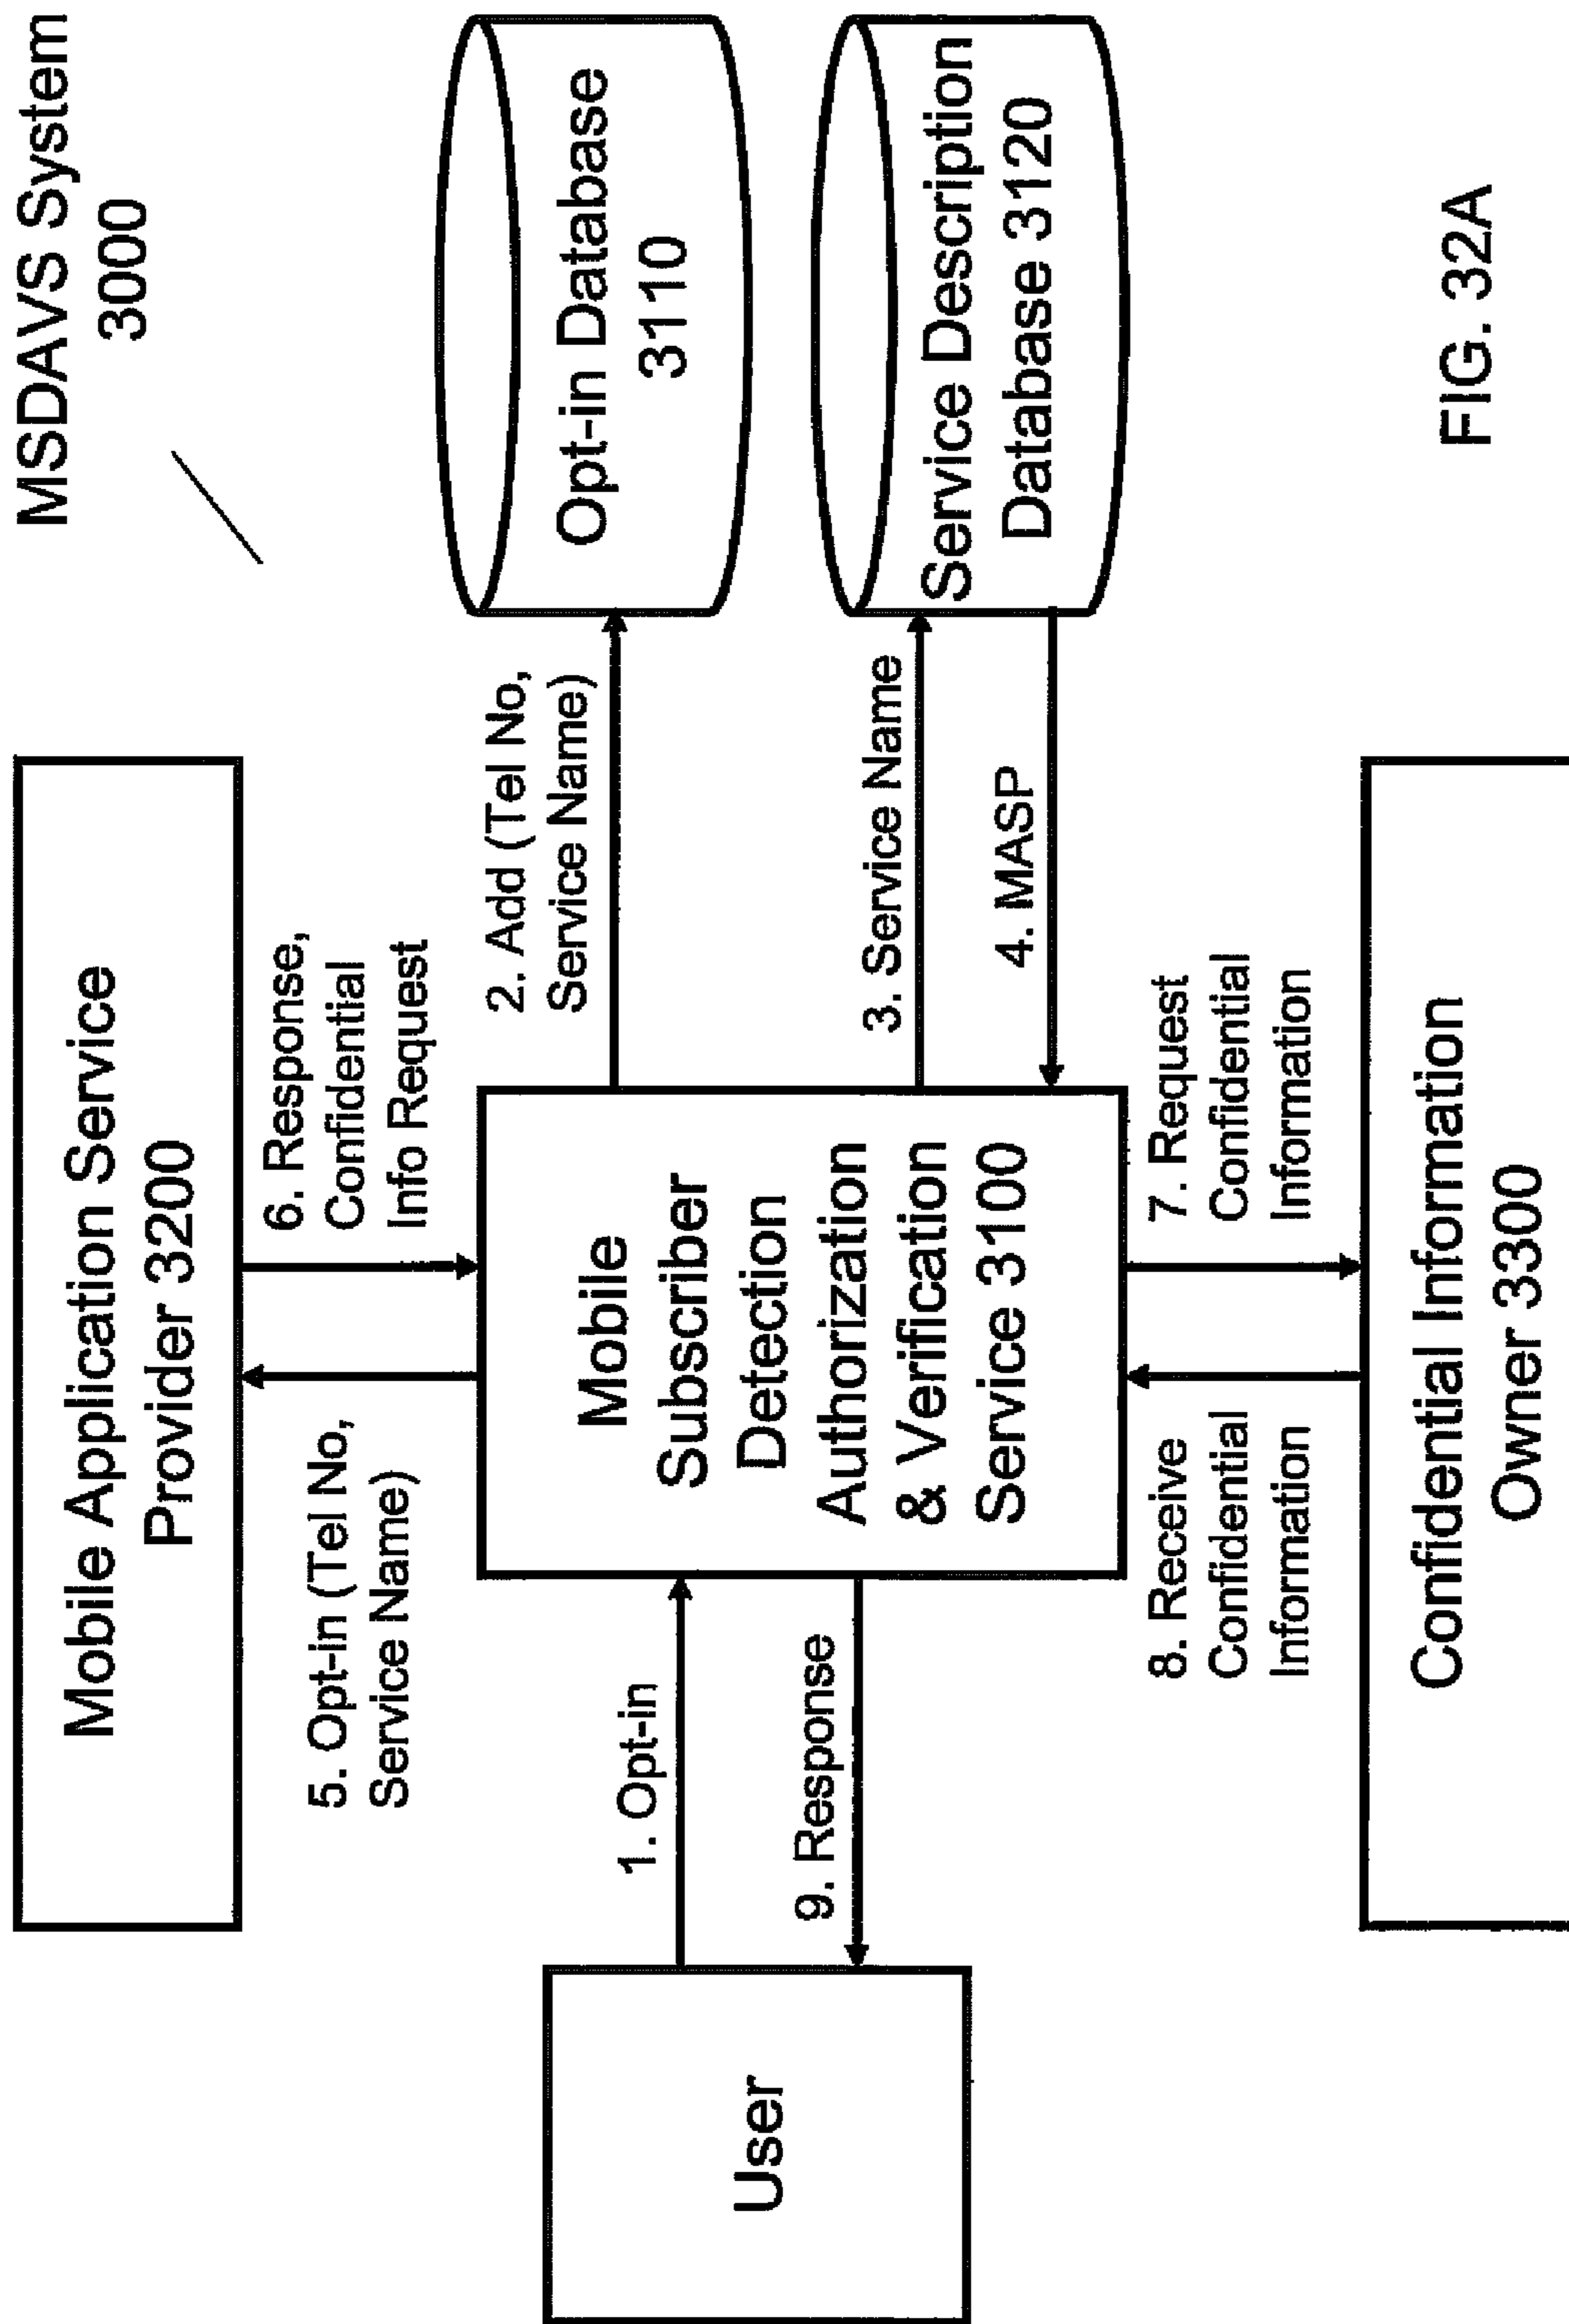 MSDAVS System
3000
Mobile Application Service
Provider 3200
5. Opt-in (Tel No,
Service Name)
6. Response,
Confidential
Info Request
2. Add (Tel No,
Service Name)
Opt-in Database
3110
User
1. Opt-in
9. Response
Mobile
Subscriber
Detection
Authorization
& Verification
Service 3100
3. Service Name
4. MASP
Service Description
Database 3120
8. Receive
Confidential
Information
7. Request
Confidential
Information
Confidential Information
Owner 3300
FIG. 32A